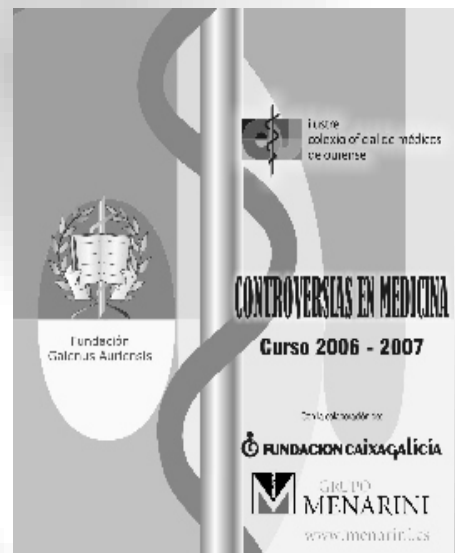 ilustre
colexio oficial de médicos
de ourense
Fundación
Galenus Auriensis
CONTROVERSIAS EN MEDICINA
Curso 2006 - 2007
Con la colaboración de:
FUNDACION CAIXAGALICIA
GRUPO
MENARINI
www.menarini.es